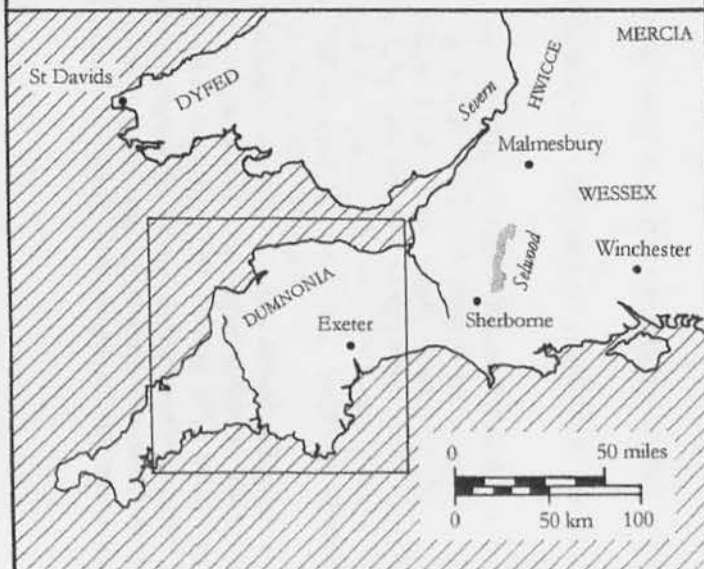 MERCIA
St Davids
DYFED
Severn
HWICCE
Malmesbury
WESSEX
Selwood
Winchester
DUMNONIA
Exeter
Sherborne
0 50 miles
0 50 km 100